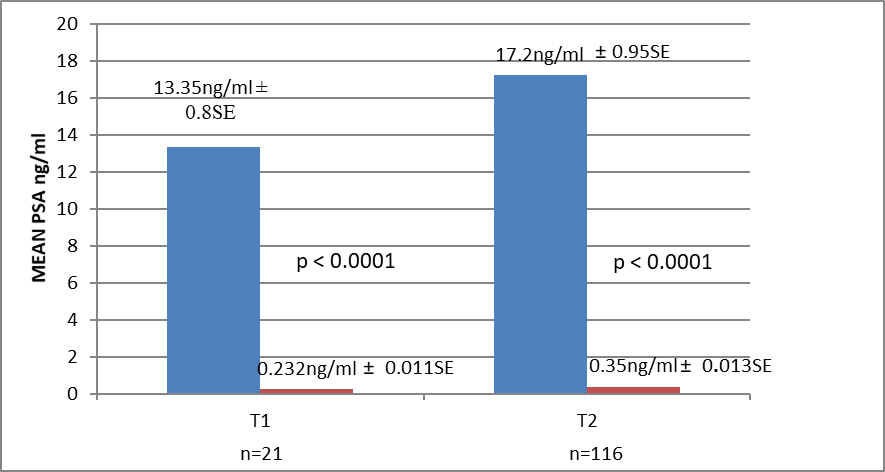 MEAN PSA ng/ml
20
18
16
14
12
10
8
6
4
2
0
13.35ng/ml ±
0.8SE
17.2ng/ml ± 0.95SE
p < 0.0001
p < 0.0001
0.232ng/ml ± 0.011SE
0.35ng/ml ± 0.013SE
T1
n=21
T2
n=116